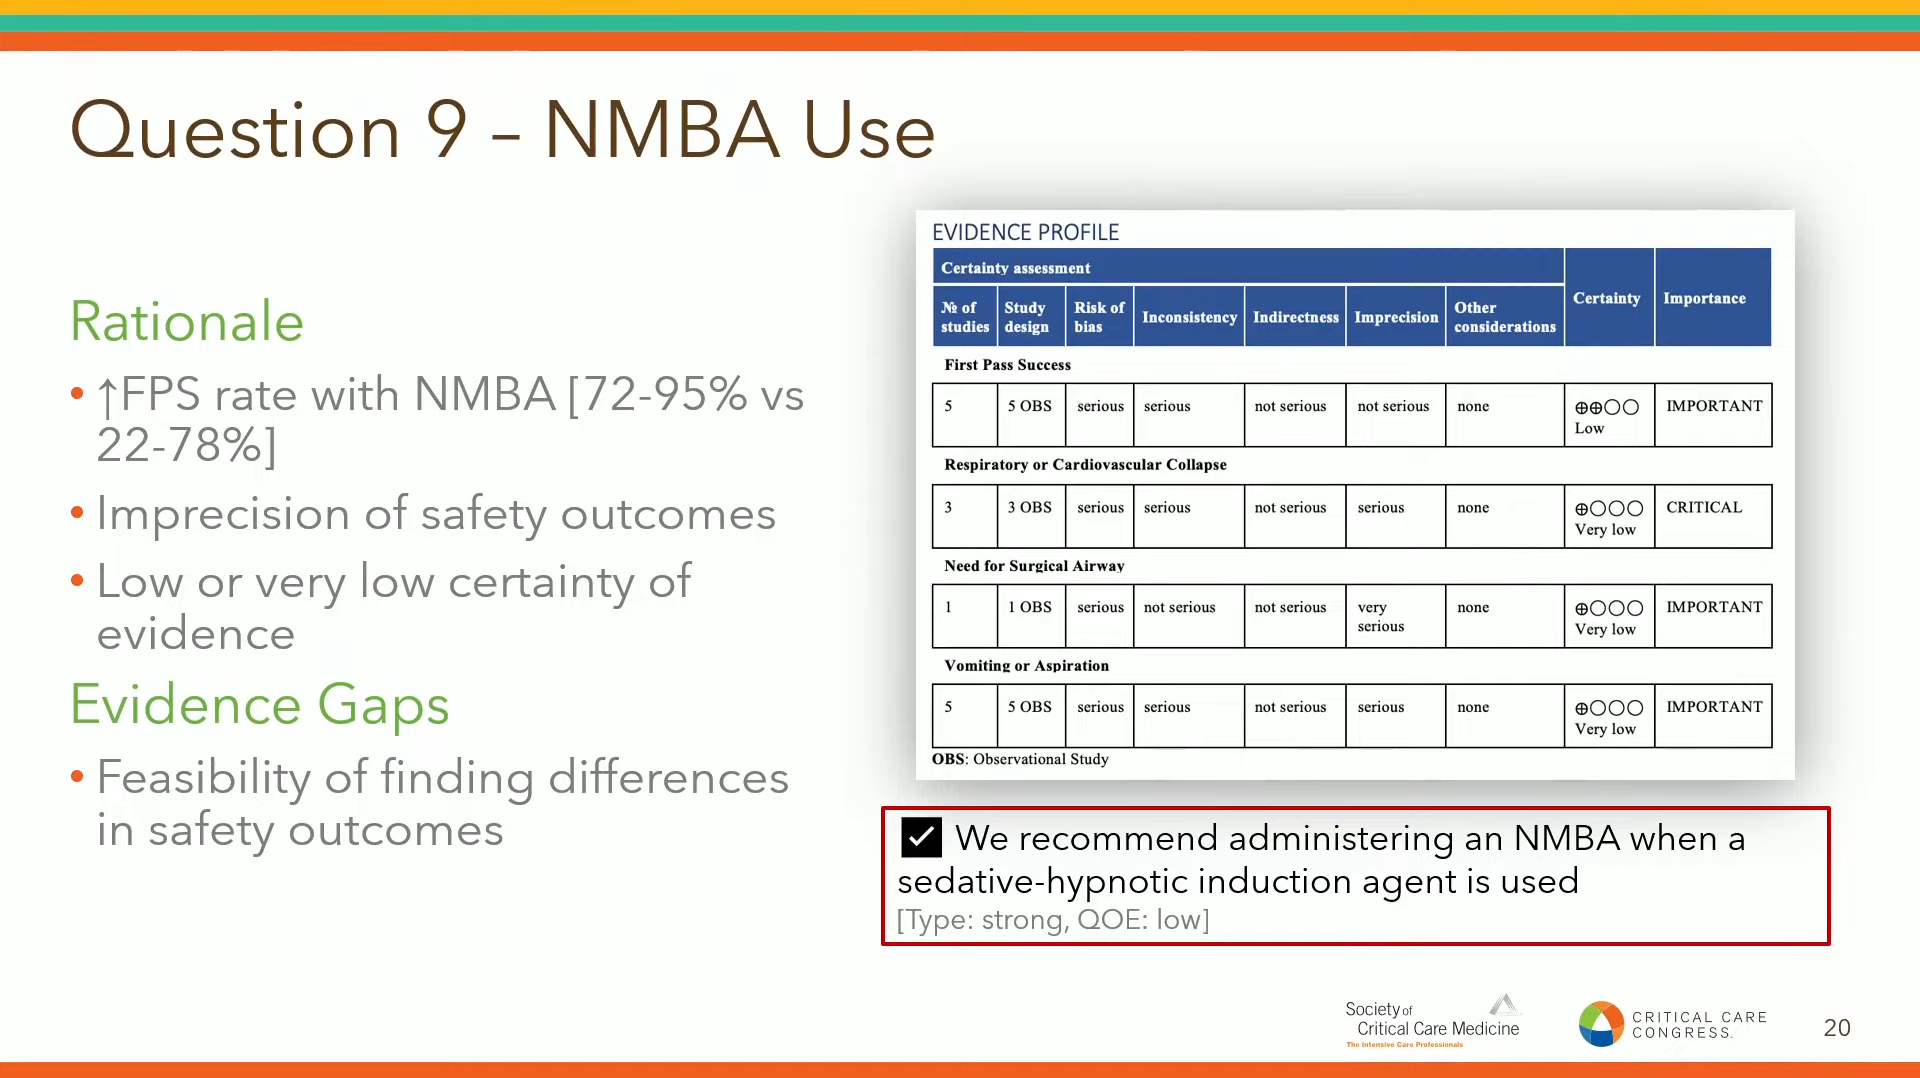 Question 9 – NMBA Use
Rationale
• ↑FPS rate with NMBA [72-95% vs
22-78%]
• Imprecision of safety outcomes
• Low or very low certainty of
evidence
Evidence Gaps
• Feasibility of finding differences
in safety outcomes
EVIDENCE PROFILE
Certainty assessment
Certainty Importance
№ of studies Study design Risk of bias Inconsistency Indirectness Imprecision Other considerations
First Pass Success
5 5 OBS serious serious not serious not serious none ⊕⊕◯◯ IMPORTANT
Low
Respiratory or Cardiovascular Collapse
3 3 OBS serious serious not serious serious none ⊕◯◯◯ CRITICAL
Very low
Need for Surgical Airway
1 1 OBS serious not serious not serious very none ⊕◯◯◯ IMPORTANT
serious Very low
Vomiting or Aspiration
5 5 OBS serious serious not serious serious none ⊕◯◯◯ IMPORTANT
Very low
OBS: Observational Study
We recommend administering an NMBA when a
sedative-hypnotic induction agent is used
[Type: strong, QOE: low]
Society of
Critical Care Medicine
The Intensive Care Professionals
CRITICAL CARE
CONGRESS.
20